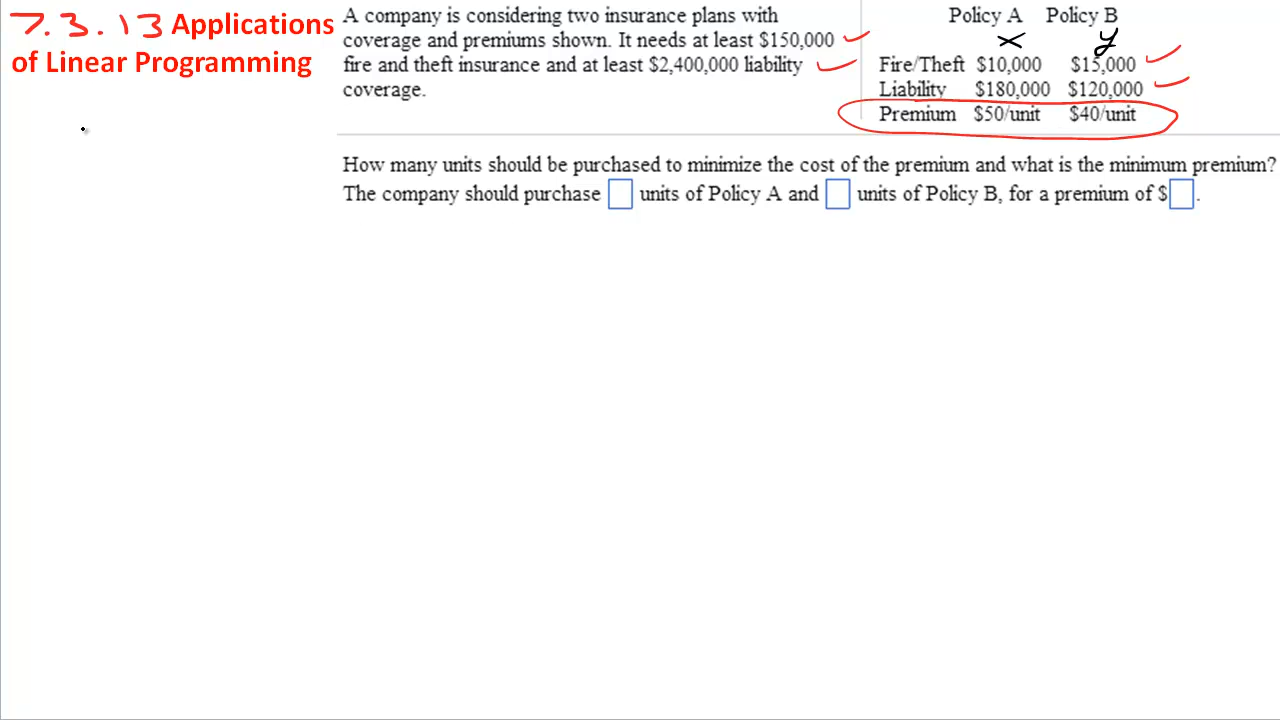 7.3.13 Applications
of Linear Programming
A company is considering two insurance plans with
coverage and premiums shown. It needs at least $150,000
fire and theft insurance and at least $2,400,000 liability
coverage.
Policy A Policy B
x y
Fire/Theft $10,000 $15,000
Liability $180,000 $120,000
Premium $50/unit $40/unit
How many units should be purchased to minimize the cost of the premium and what is the minimum premium?
The company should purchase units of Policy A and units of Policy B, for a premium of $ .